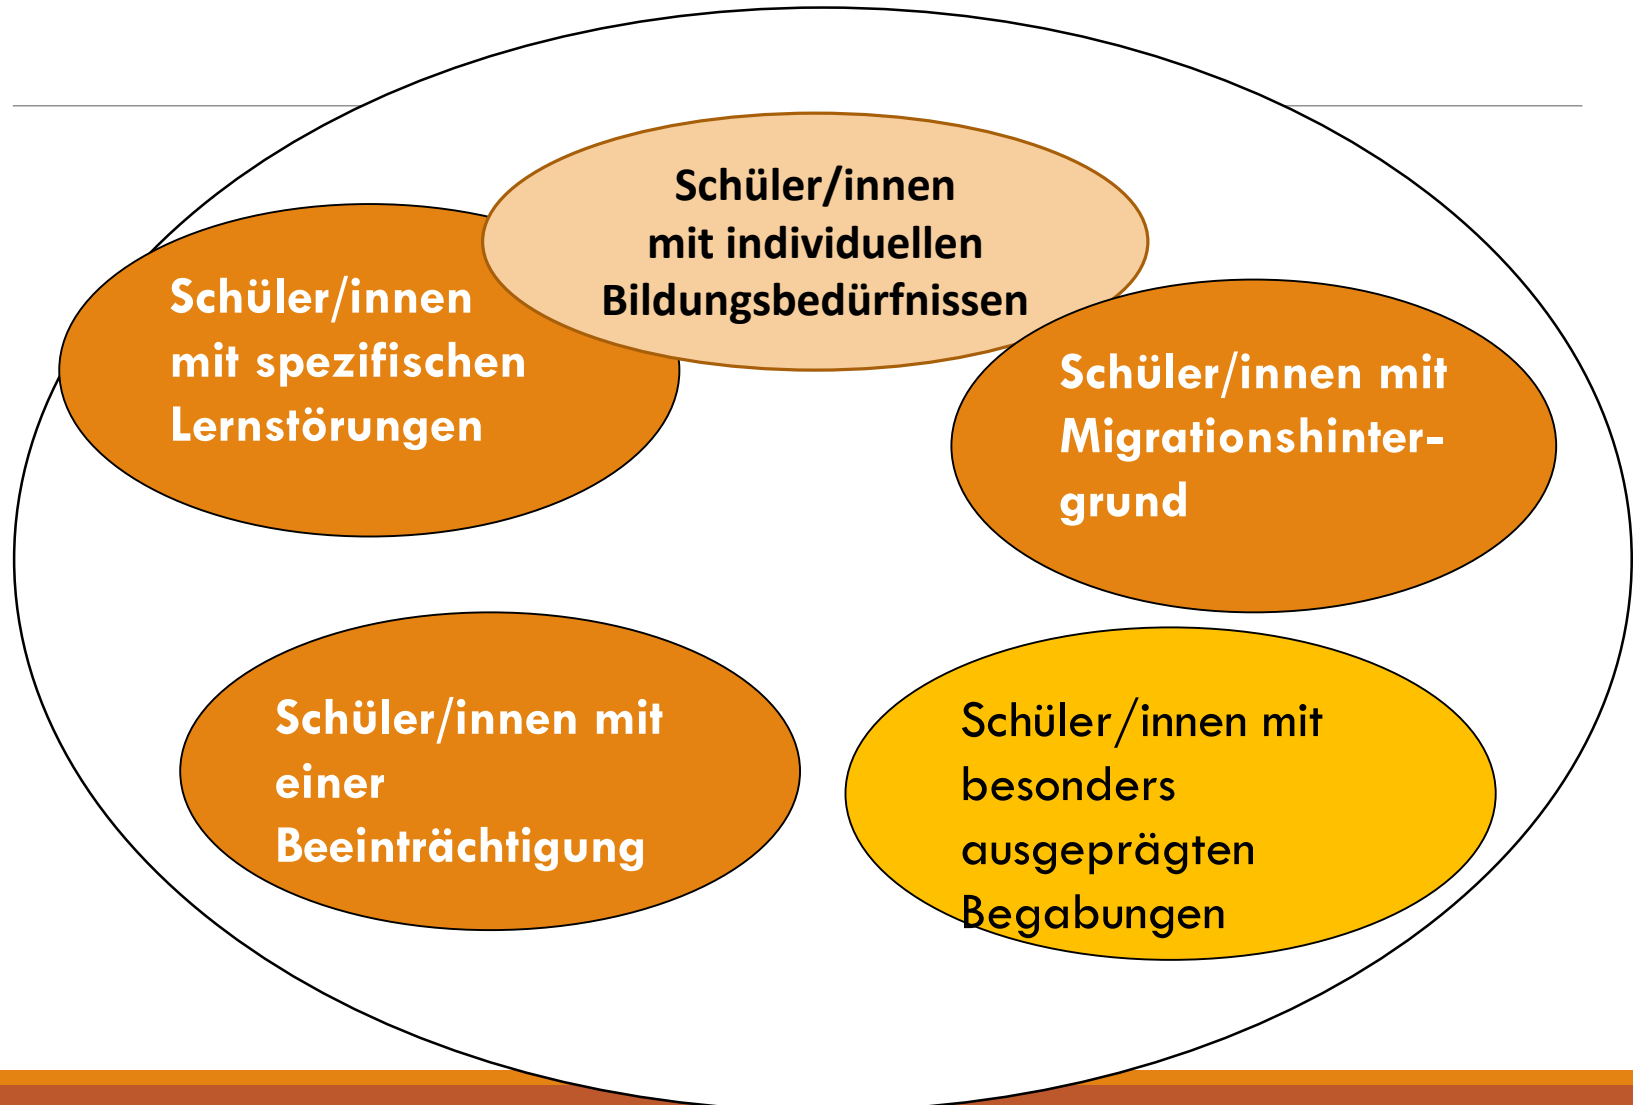 Schüler/innen
mit individuellen
Bildungsbedürfnissen
Schüler/innen
mit spezifischen
Lernstörungen
Schüler/innen mit
Migrationshinter-
grund
Schüler/innen mit
einer
Beeinträchtigung
Schüler/innen mit
besonders
ausgeprägten
Begabungen